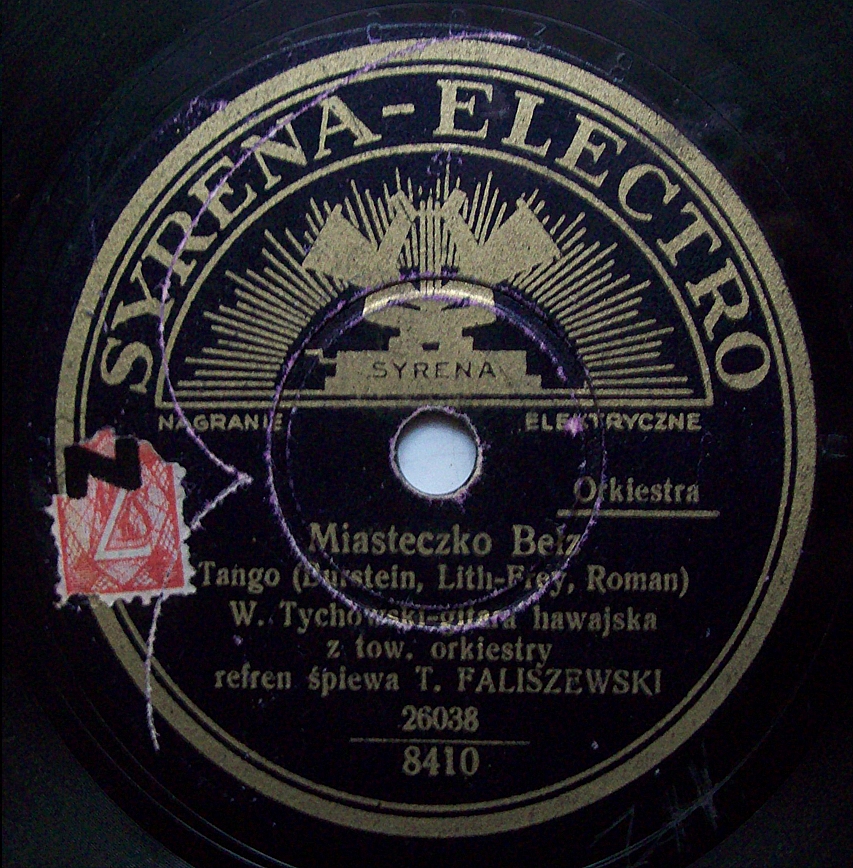 SYRENA-ELECTRO
SYRENA
NAGRANIE ELEKTRYCZNE
Orkiestra
Miasteczko Belz
Tango (Burstein, Lith-Frey, Roman)
W. Tychowski-gitara hawajska
z tow. orkiestry
refren śpiewa T. FALISZEWSKI
26038
8410